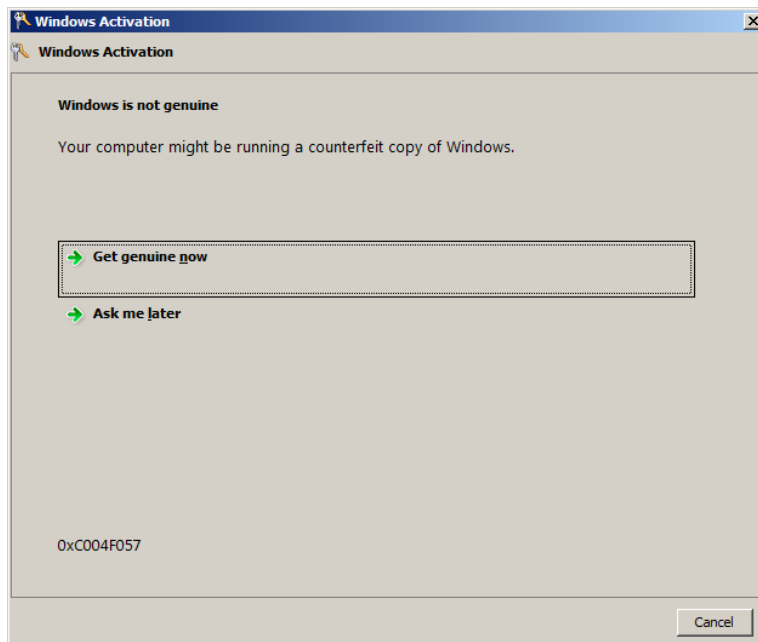 Windows Activation
Windows Activation
Windows is not genuine
Your computer might be running a counterfeit copy of Windows.
Get genuine now
Ask me later
0xC004F057
Cancel